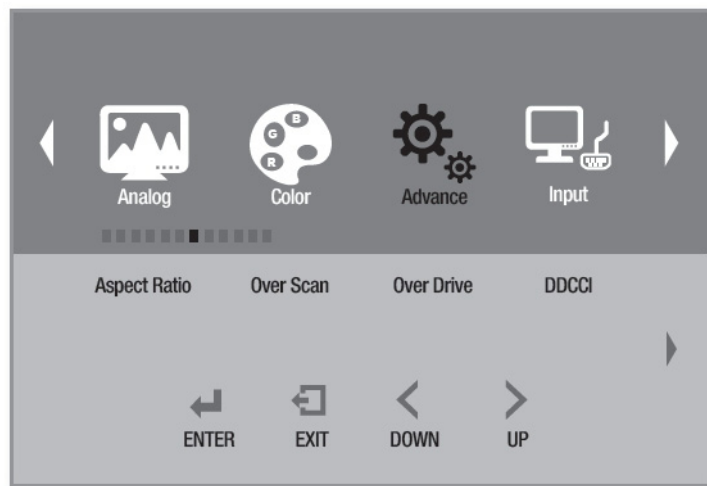 B
G
R
Analog Color Advance Input
Aspect Ratio Over Scan Over Drive DDCCI
ENTER EXIT DOWN UP